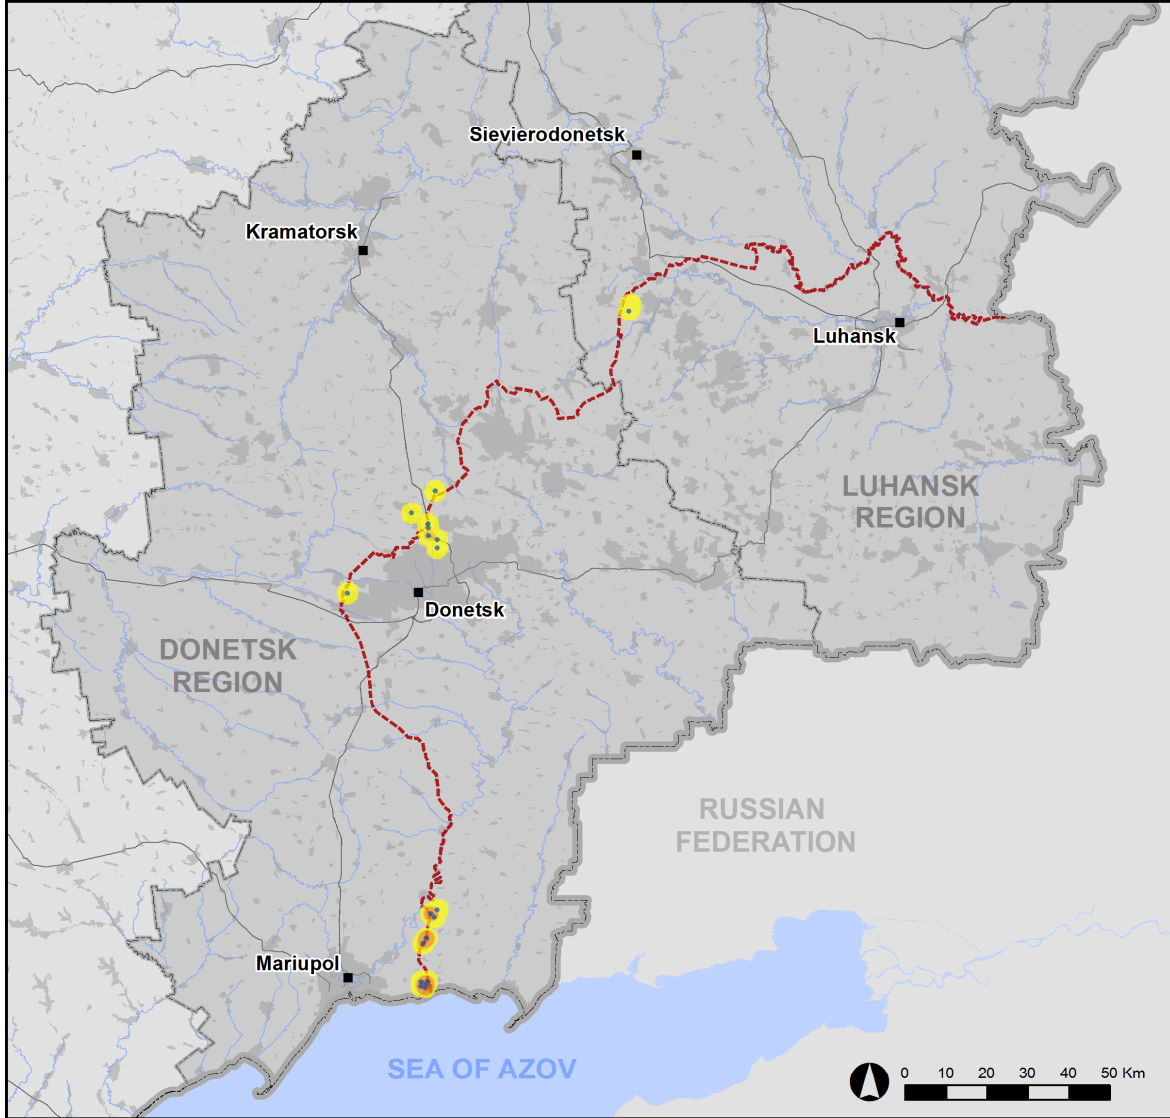 Sievierodonetsk
Kramatorsk
Luhansk
LUHANSK
REGION
Donetsk
DONETSK
REGION
RUSSIAN
FEDERATION
Mariupol
SEA OF AZOV
0 10 20 30 40 50 Km